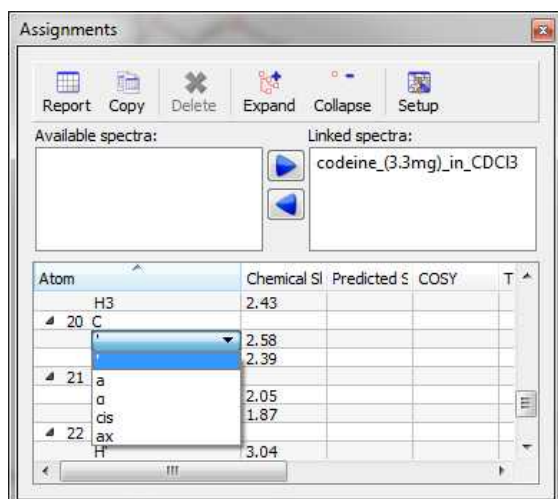 Assignments
Report Copy Delete Expand Collapse Setup
Available spectra: Linked spectra:
codeine_(3.3mg)_in_CDCl3
Atom Chemical Sl Predicted S COSY T
H3 2.43
20 C
' 2.58
' 2.39
21
a
α 2.05
cis 1.87
22 ax
H' 3.04